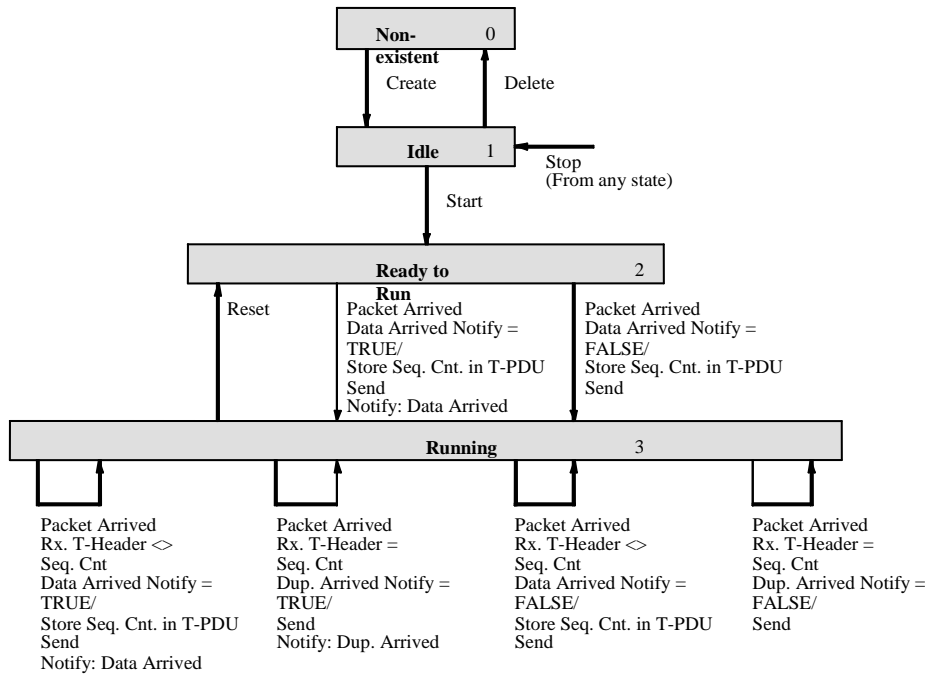 Non-existent 0
Create
Delete
Idle 1
Stop
(From any state)
Start
Ready to Run 2
Reset
Packet Arrived
Data Arrived Notify =
TRUE/
Store Seq. Cnt. in T-PDU
Send
Notify: Data Arrived
Packet Arrived
Data Arrived Notify =
FALSE/
Store Seq. Cnt. in T-PDU
Send
Running 3
Packet Arrived
Rx. T-Header <>
Seq. Cnt
Data Arrived Notify =
TRUE/
Store Seq. Cnt. in T-PDU
Send
Notify: Data Arrived
Packet Arrived
Rx. T-Header =
Seq. Cnt
Dup. Arrived Notify =
TRUE/
Send
Notify: Dup. Arrived
Packet Arrived
Rx. T-Header <>
Seq. Cnt
Data Arrived Notify =
FALSE/
Store Seq. Cnt. in T-PDU
Send
Packet Arrived
Rx. T-Header =
Seq. Cnt
Dup. Arrived Notify =
FALSE/
Send